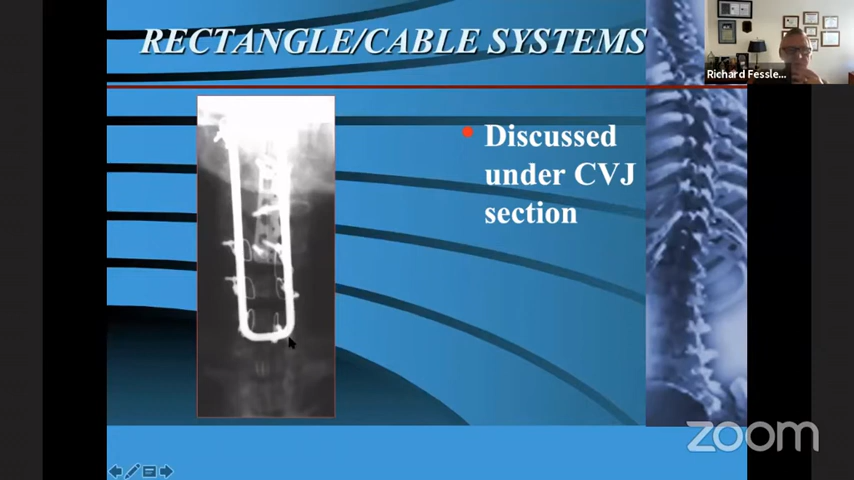 RECTANGLE/CABLE SYSTEMS
Richard Fessle...
Discussed
under CVJ
section
zoom